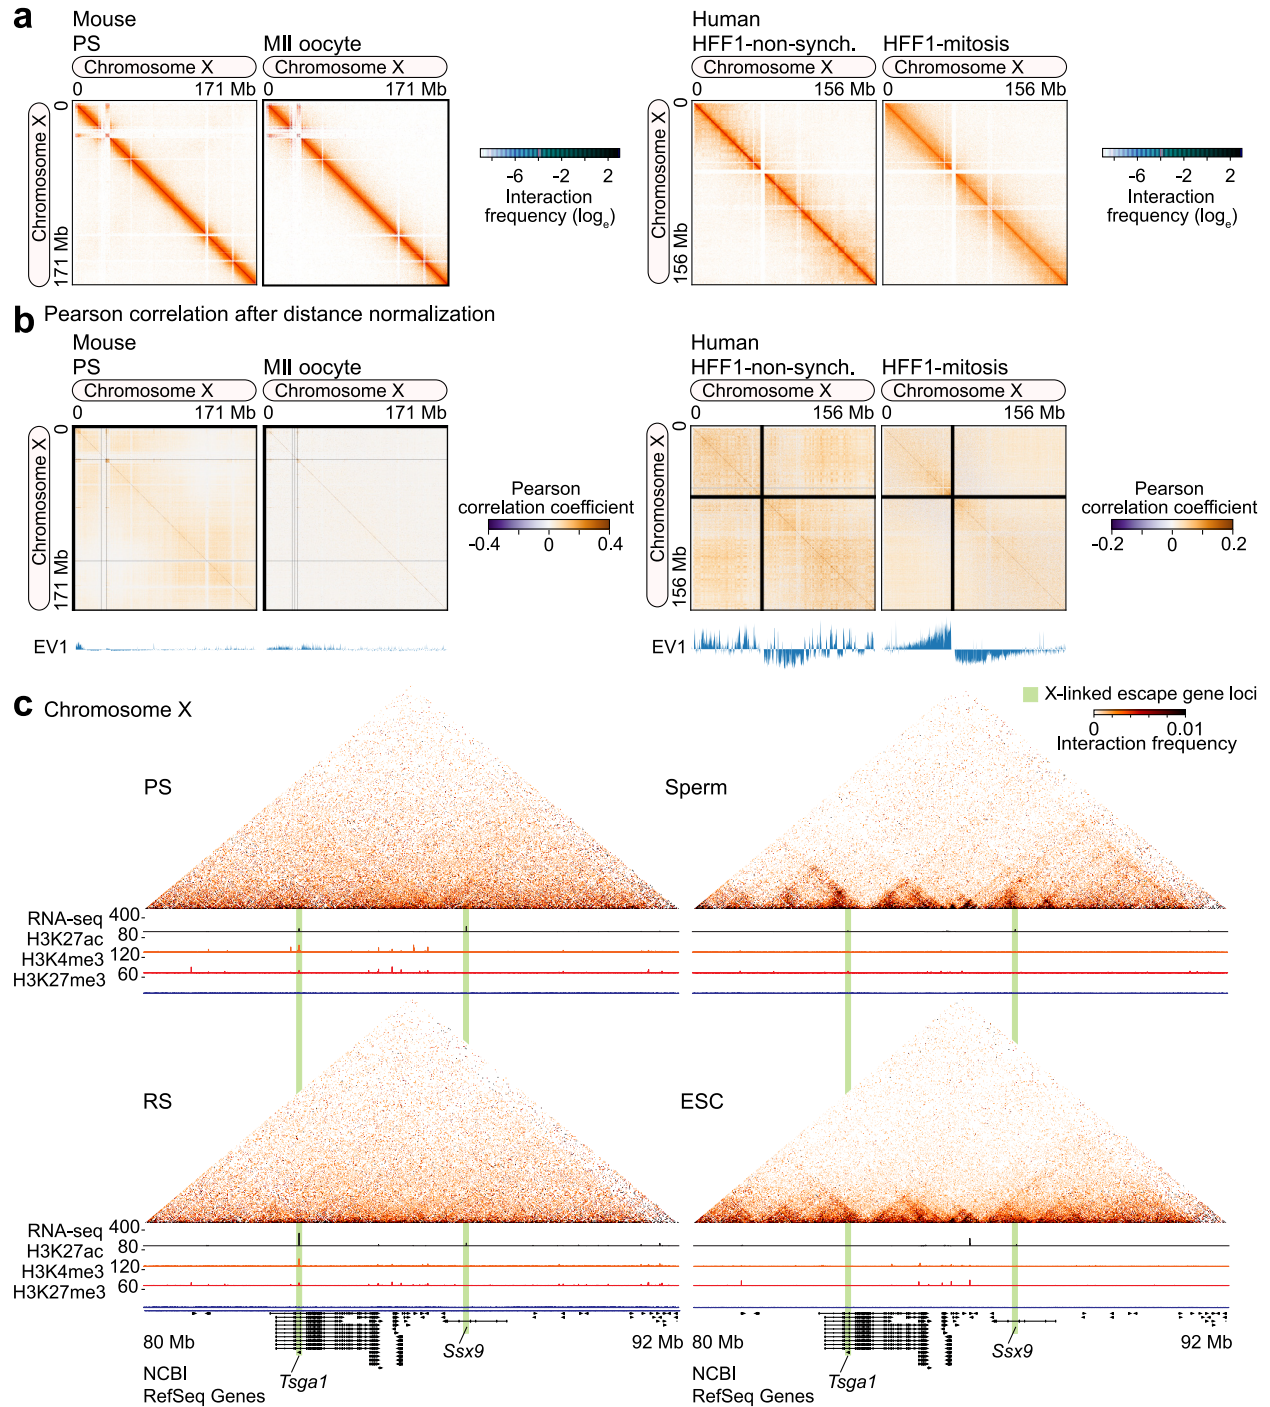 a
Mouse
PS
MII oocyte
Chromosome X
Chromosome X
0
171 Mb
0
171 Mb
Chromosome X
0
171 Mb
-6
-2
2
Interaction
frequency (loge)
Human
HFF1-non-synch.
HFF1-mitosis
Chromosome X
Chromosome X
0
156 Mb
0
156 Mb
Chromosome X
0
156 Mb
-6
-2
2
Interaction
frequency (loge)
b
Pearson correlation after distance normalization
Mouse
PS
MII oocyte
Chromosome X
Chromosome X
0
171 Mb
0
171 Mb
Chromosome X
0
171 Mb
Pearson
correlation coefficient
-0.4
0
0.4
EV1
Human
HFF1-non-synch.
HFF1-mitosis
Chromosome X
Chromosome X
0
156 Mb
0
156 Mb
Chromosome X
0
156 Mb
Pearson
correlation coefficient
-0.2
0
0.2
EV1
c
Chromosome X
X-linked escape gene loci
0
0.01
Interaction frequency
PS
Sperm
RNA-seq
400
H3K27ac
80
H3K4me3
120
H3K27me3
60
RS
ESC
RNA-seq
400
H3K27ac
80
H3K4me3
120
H3K27me3
60
80 Mb
Ssx9
92 Mb
NCBI
RefSeq Genes
Tsga1
80 Mb
Ssx9
92 Mb
NCBI
RefSeq Genes
Tsga1